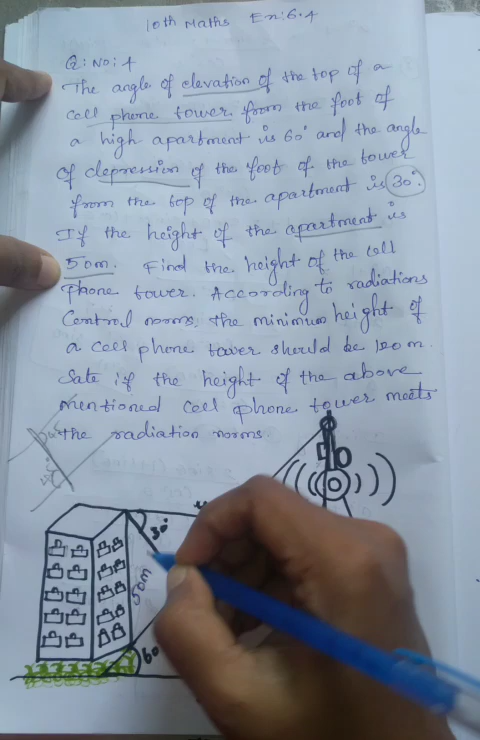 10th Maths Ex:6.4
Q:No:4
The angle of elevation of the top of a
cell phone tower from the foot of
a high apartment is 60° and the angle
of depression of the foot of the tower
from the top of the apartment is 30°.
If the height of the apartment is
50m. Find the height of the cell
Phone tower. According to radiations
Control norms, the minimum height of
a cell phone tower should be 120 m.
Sate if the height of the above
mentioned cell phone tower meets
the radiation norms.
30°
50m
60